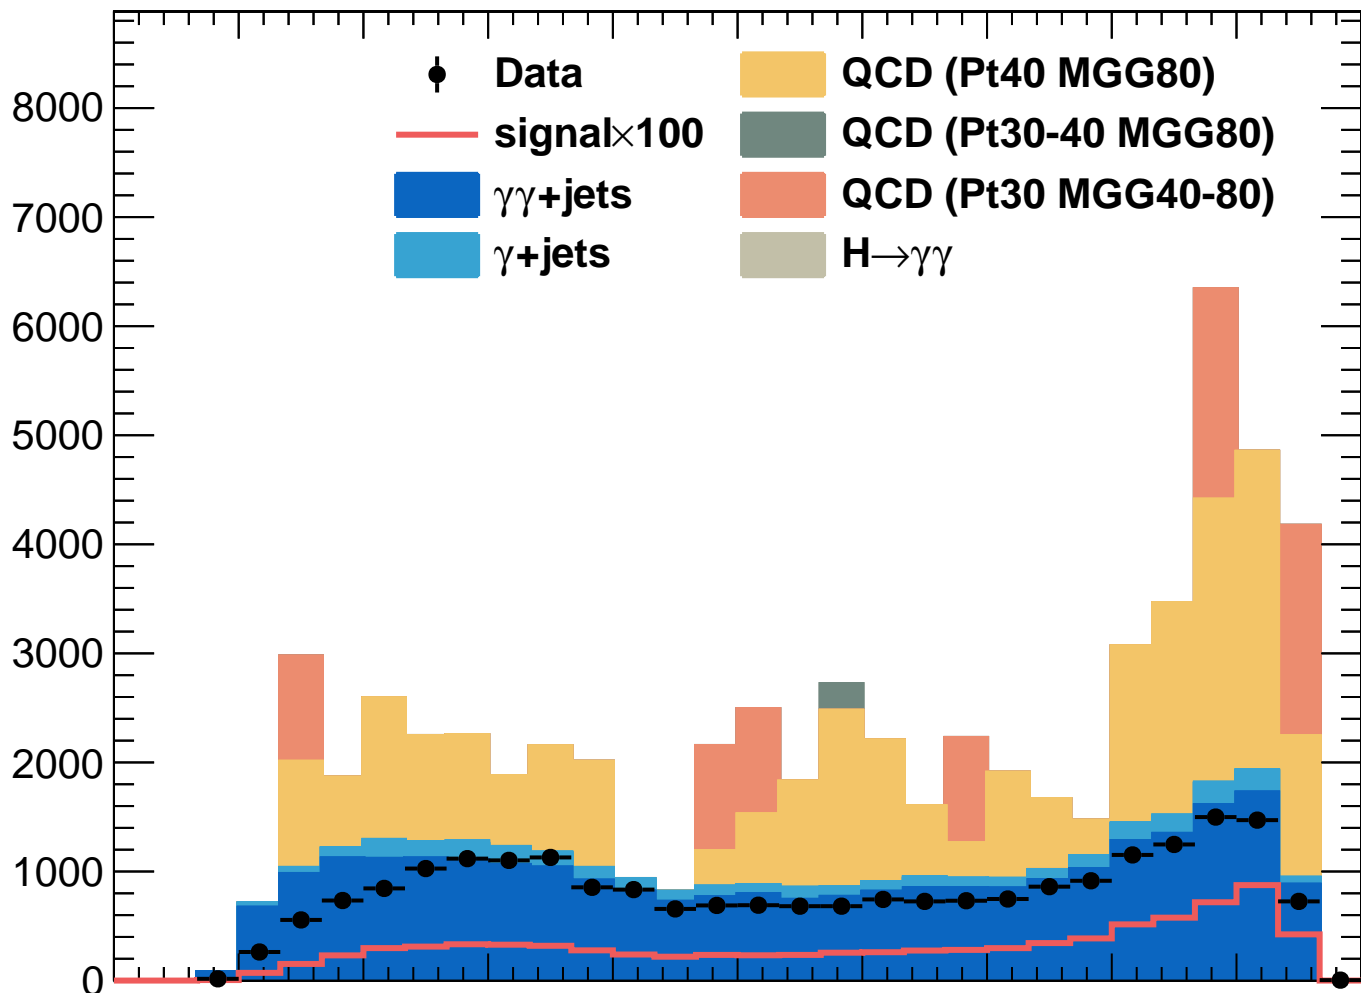 Data
signal×100
γγ+jets
γ+jets
QCD (Pt40 MGG80)
QCD (Pt30-40 MGG80)
QCD (Pt30 MGG40-80)
H→γγ
8000
7000
6000
5000
4000
3000
2000
1000
0